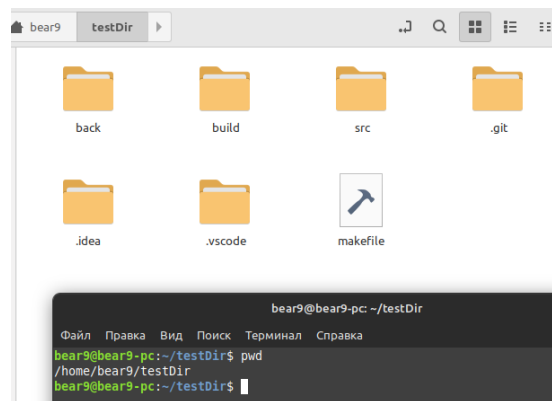 bear9 testDir
back build src .git
.idea .vscode makefile
bear9@bear9-pc: ~/testDir
Файл Правка Вид Поиск Терминал Справка
bear9@bear9-pc:~/testDir$ pwd
/home/bear9/testDir
bear9@bear9-pc:~/testDir$